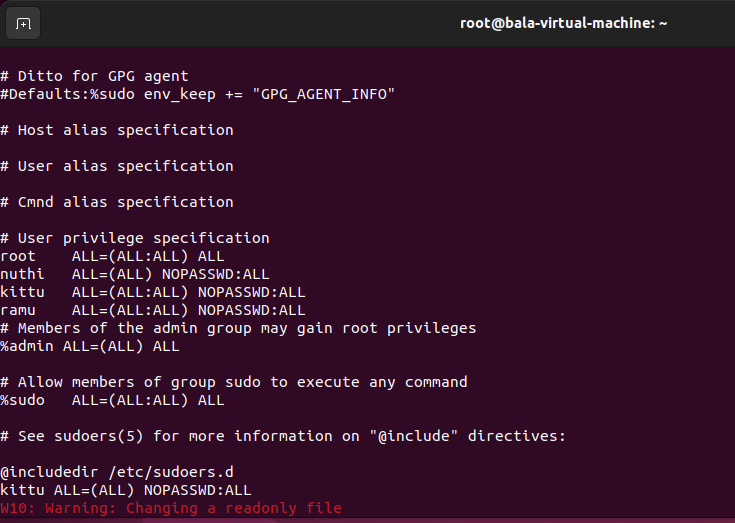 root@bala-virtual-machine: ~
# Ditto for GPG agent
#Defaults:%sudo env_keep += "GPG_AGENT_INFO"
# Host alias specification
# User alias specification
# Cmnd alias specification
# User privilege specification
root    ALL=(ALL:ALL) ALL
nuthi   ALL=(ALL) NOPASSWD:ALL
kittu   ALL=(ALL:ALL) NOPASSWD:ALL
ramu    ALL=(ALL:ALL) NOPASSWD:ALL
# Members of the admin group may gain root privileges
%admin ALL=(ALL) ALL
# Allow members of group sudo to execute any command
%sudo   ALL=(ALL:ALL) ALL
# See sudoers(5) for more information on "@include" directives:
@includedir /etc/sudoers.d
kittu ALL=(ALL) NOPASSWD:ALL
W10: Warning: Changing a readonly file